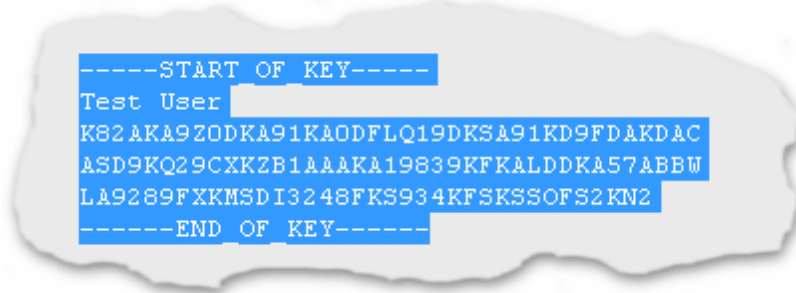 -----START_OF_KEY-----
Test User
K82AKA9ZODKA91KAODFLQ19DKSA91KD9FDAKDAC
ASD9KQ29CXKZB1AAAKA19839KFKALDDKA57ABBW
LA9289FXKMSDI3248FKS934KFSKSSOFS2KN2
------END_OF_KEY------